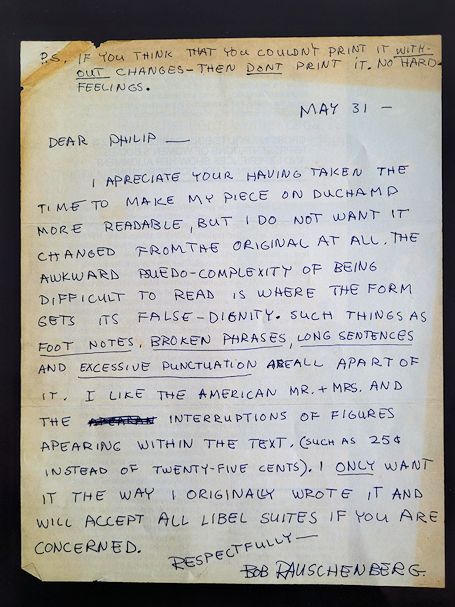 P.S. IF YOU THINK THAT YOU COULDN'T PRINT IT WITH-
OUT CHANGES-THEN DONT PRINT IT. NO HARD-
FEELINGS.
MAY 31 —
DEAR PHILIP —
I APRECIATE YOUR HAVING TAKEN THE
TIME TO MAKE MY PIECE ON DUCHAMP
MORE READABLE, BUT I DO NOT WANT IT
CHANGED FROM THE ORIGINAL AT ALL. THE
AWKWARD PSUEDO-COMPLEXITY OF BEING
DIFFICULT TO READ IS WHERE THE FORM
GETS ITS FALSE-DIGNITY. SUCH THINGS AS
FOOT NOTES, BROKEN PHRASES, LONG SENTENCES
AND EXCESSIVE PUNCTUATION ARE ALL APART OF
IT. I LIKE THE AMERICAN MR. + MRS. AND
THE INTERRUPTIONS OF FIGURES
APEARING WITHIN THE TEXT. (SUCH AS 25¢
INSTEAD OF TWENTY-FIVE CENTS). I ONLY WANT
IT THE WAY I ORIGINALLY WROTE IT AND
WILL ACCEPT ALL LIBEL SUITES IF YOU ARE
CONCERNED.
RESPECTFULLY —
BOB RAUSCHENBERG.